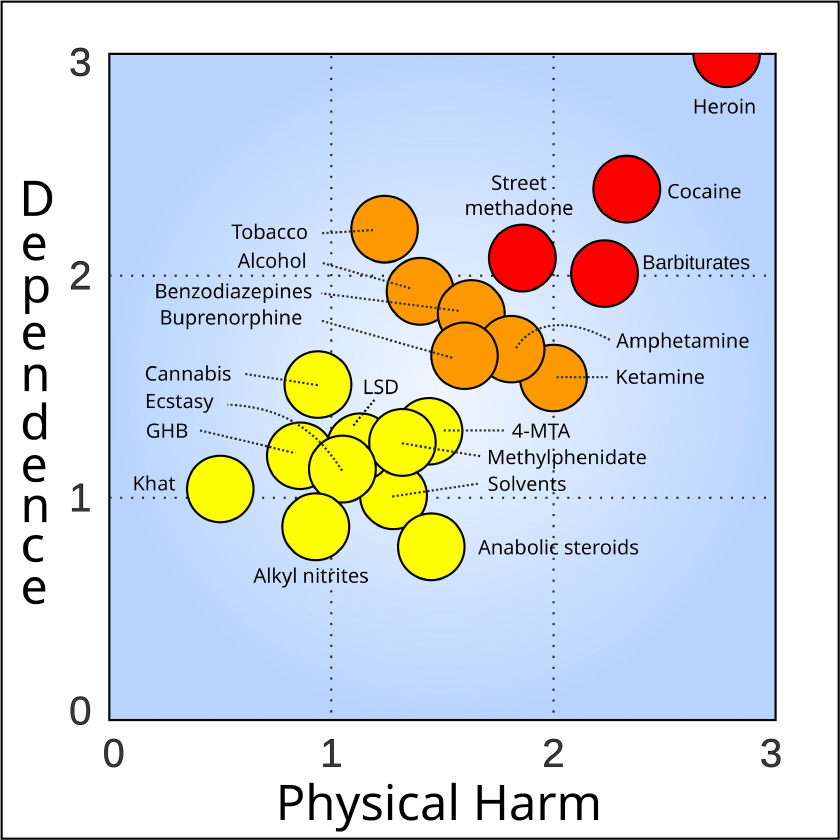 3
Heroin
Street
methadone
Cocaine
Tobacco
Alcohol
Barbiturates
2
Benzodiazepines
Buprenorphine
Amphetamine
Ketamine
Cannabis
LSD
Ecstasy
GHB
4-MTA
Methylphenidate
Khat
Solvents
1
Anabolic steroids
Alkyl nitrites
0
Dependence
0 1 2 3
Physical Harm